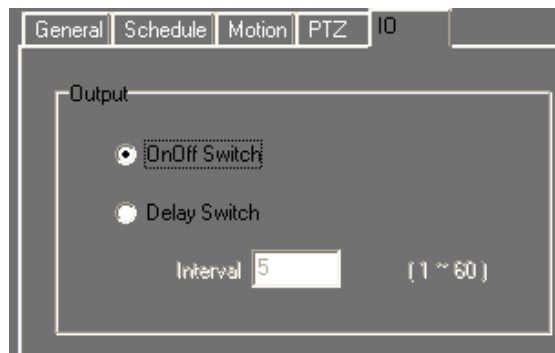 General Schedule Motion PTZ IO
Output
OnOff Switch
Delay Switch
Interval 5 ( 1 ~ 60 )